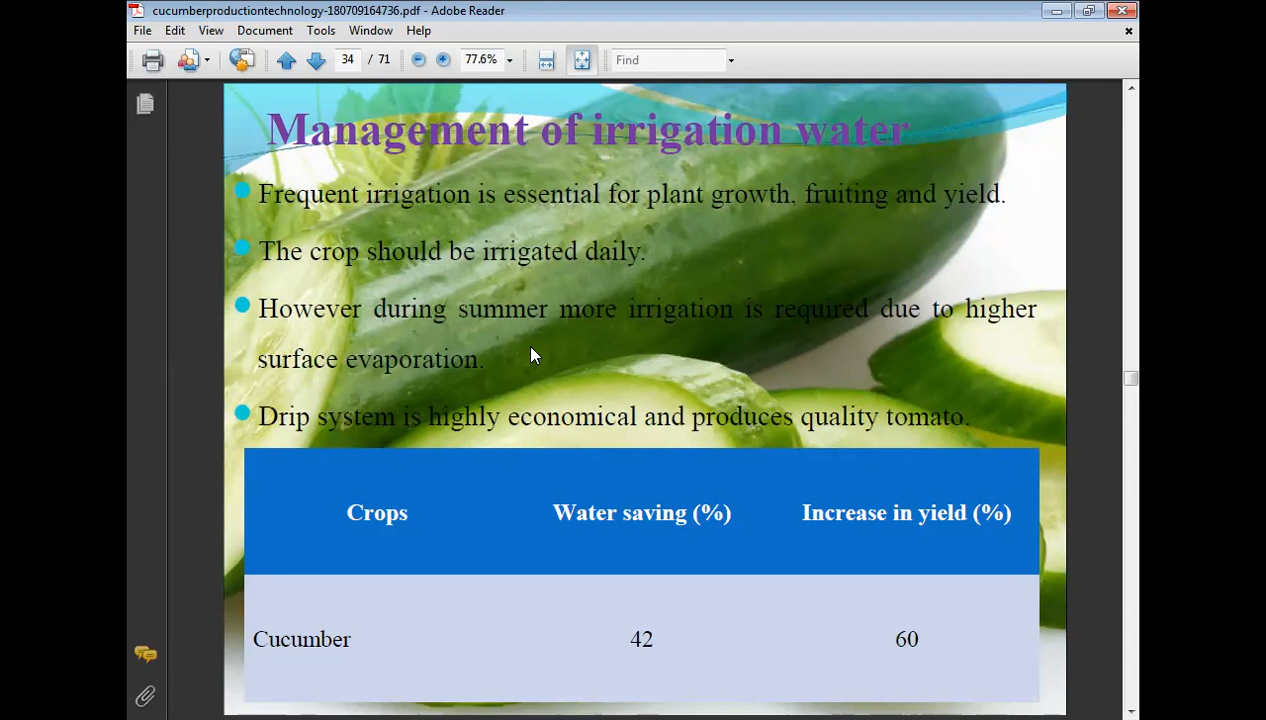 cucumberproductiontechnology-180709164736.pdf - Adobe Reader
File Edit View Document Tools Window Help
34 / 71 77.6% Find
Management of irrigation water
Frequent irrigation is essential for plant growth, fruiting and yield.
The crop should be irrigated daily.
However during summer more irrigation is required due to higher
surface evaporation.
Drip system is highly economical and produces quality tomato.
Crops Water saving (%) Increase in yield (%)
Cucumber 42 60